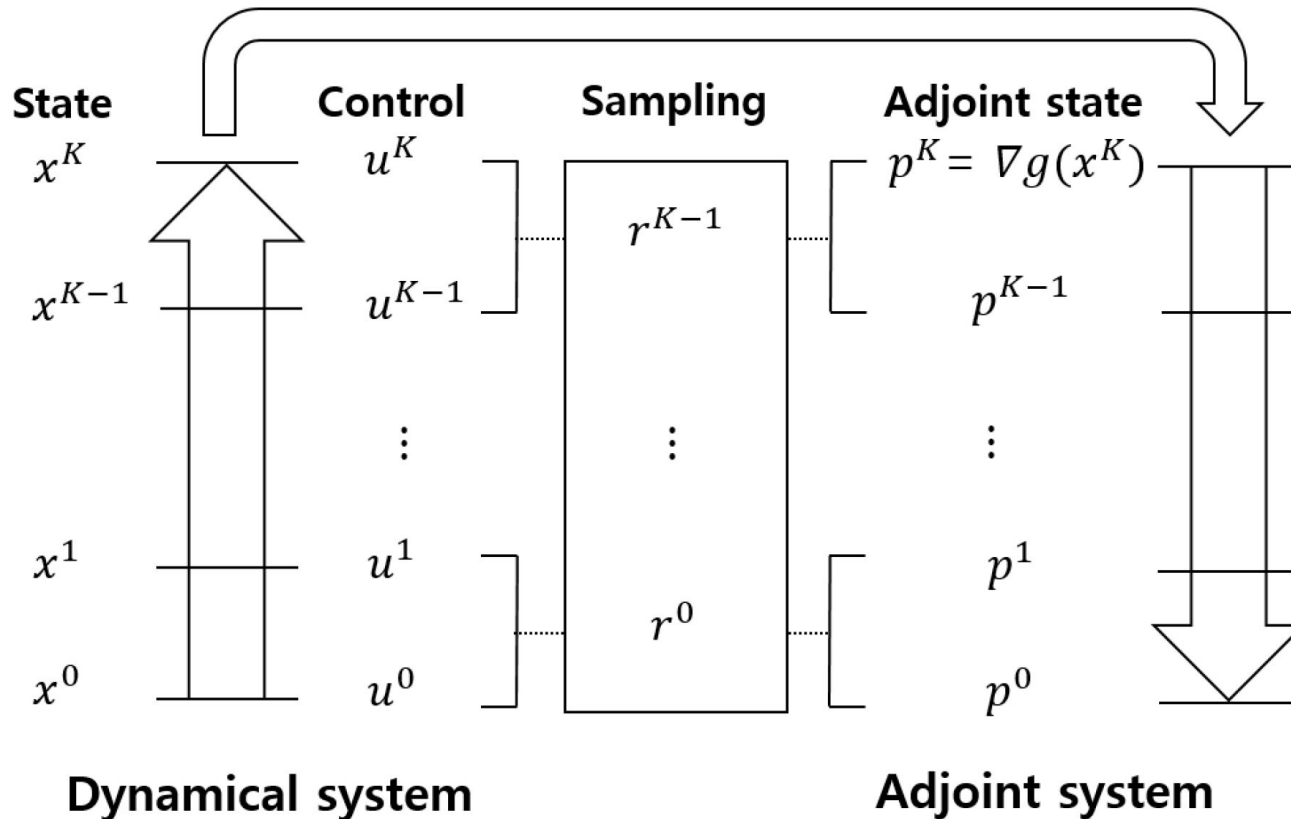 State Control Sampling Adjoint state
x^K u^K p^K = ∇g(x^K)
r^{K−1}
x^{K−1} u^{K−1} p^{K−1}
⋮ ⋮ ⋮
x^1 u^1 p^1
r^0
x^0 u^0 p^0
Dynamical system Adjoint system